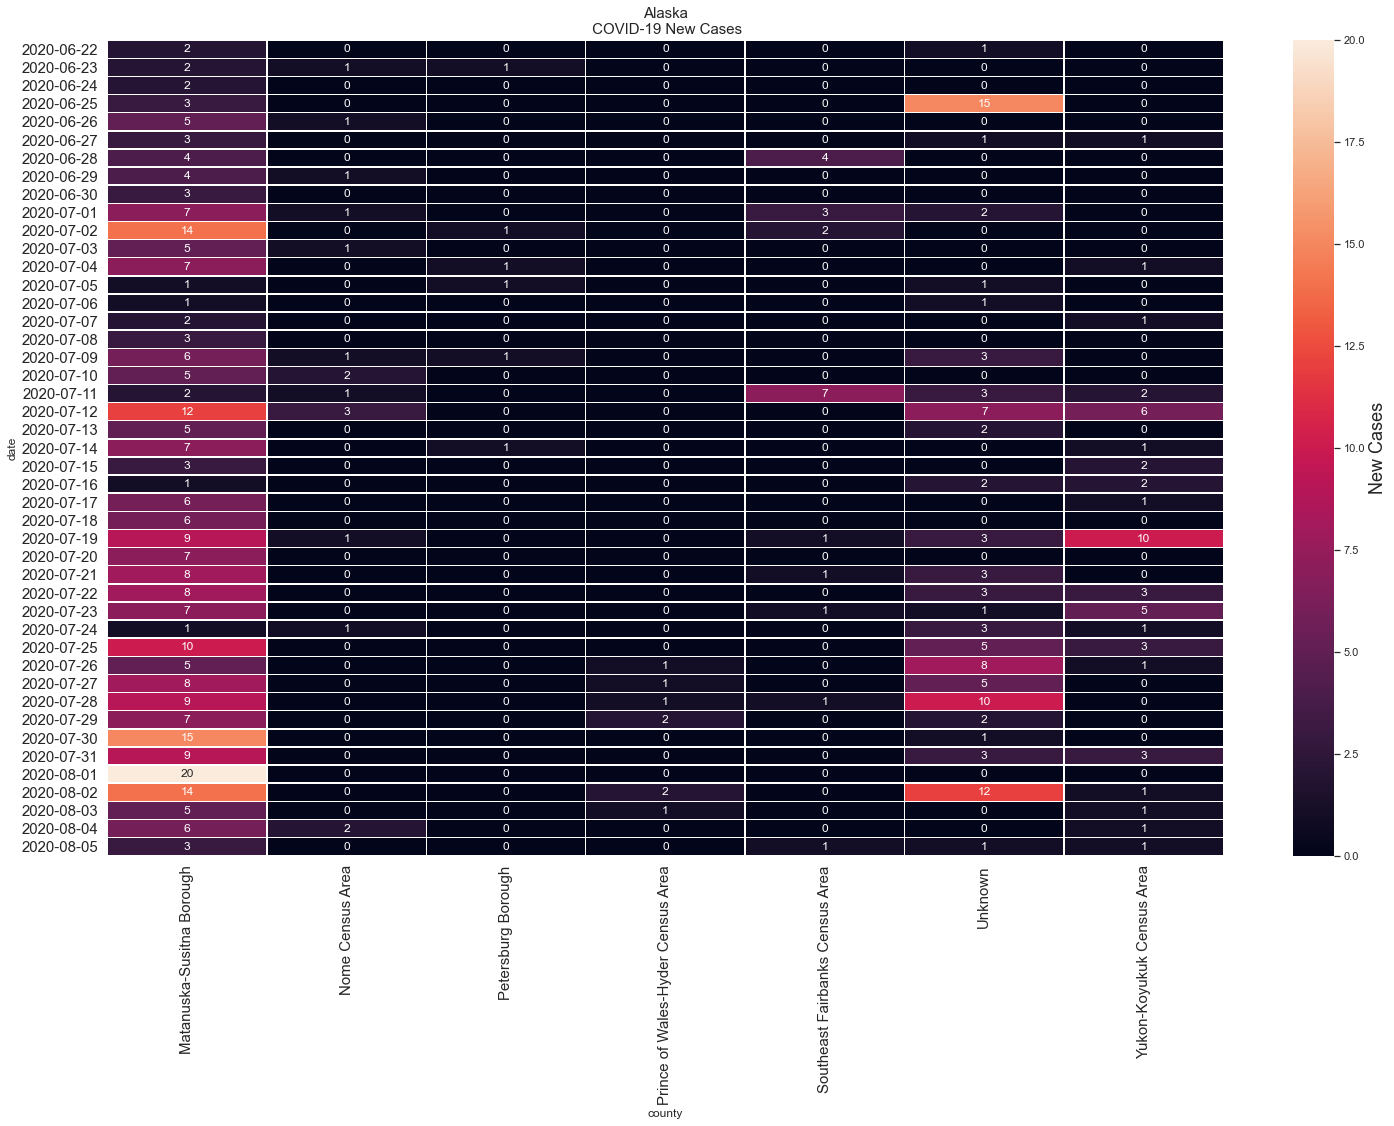 Alaska
COVID-19 New Cases
2020-06-22 2 0 0 0 0 1 0
2020-06-23 2 1 1 0 0 0 0
2020-06-24 2 0 0 0 0 0 0
2020-06-25 3 0 0 0 0 15 0
2020-06-26 5 1 0 0 0 0 0
2020-06-27 3 0 0 0 0 1 1
2020-06-28 4 0 0 0 4 0 0
2020-06-29 4 1 0 0 0 0 0
2020-06-30 3 0 0 0 0 0 0
2020-07-01 7 1 0 0 3 2 0
2020-07-02 14 0 1 0 2 0 0
2020-07-03 5 1 0 0 0 0 0
2020-07-04 7 0 1 0 0 0 1
2020-07-05 1 0 1 0 0 1 0
2020-07-06 1 0 0 0 0 1 0
2020-07-07 2 0 0 0 0 0 1
2020-07-08 3 0 0 0 0 0 0
2020-07-09 6 1 1 0 0 3 0
2020-07-10 5 2 0 0 0 0 0
2020-07-11 2 1 0 0 7 3 2
2020-07-12 12 3 0 0 0 7 6
2020-07-13 5 0 0 0 0 2 0
2020-07-14 7 0 1 0 0 0 1
2020-07-15 3 0 0 0 0 0 2
2020-07-16 1 0 0 0 0 2 2
2020-07-17 6 0 0 0 0 0 1
2020-07-18 6 0 0 0 0 0 0
2020-07-19 9 1 0 0 1 3 10
2020-07-20 7 0 0 0 0 0 0
2020-07-21 8 0 0 0 1 3 0
2020-07-22 8 0 0 0 0 3 3
2020-07-23 7 0 0 0 1 1 5
2020-07-24 1 1 0 0 0 3 1
2020-07-25 10 0 0 0 0 5 3
2020-07-26 5 0 0 1 0 8 1
2020-07-27 8 0 0 1 0 5 0
2020-07-28 9 0 0 1 1 10 0
2020-07-29 7 0 0 2 0 2 0
2020-07-30 15 0 0 0 0 1 0
2020-07-31 9 0 0 0 0 3 3
2020-08-01 20 0 0 0 0 0 0
2020-08-02 14 0 0 2 0 12 1
2020-08-03 5 0 0 1 0 0 1
2020-08-04 6 2 0 0 0 0 1
2020-08-05 3 0 0 0 1 1 1
date
Matanuska-Susitna Borough
Nome Census Area
Petersburg Borough
Prince of Wales-Hyder Census Area
Southeast Fairbanks Census Area
Unknown
Yukon-Koyukuk Census Area
county
20.0
17.5
15.0
12.5
10.0
7.5
5.0
2.5
0.0
New Cases